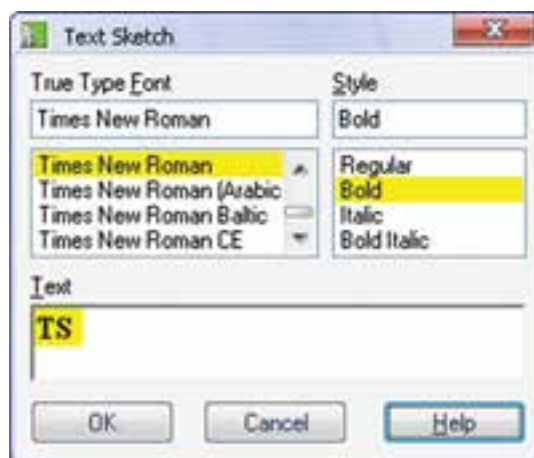 Text Sketch
True Type Font
Style
Times New Roman
Bold
Times New Roman
Times New Roman (Arabic
Times New Roman Baltic
Times New Roman CE
Regular
Bold
Italic
Bold Italic
Text
TS
OK
Cancel
Help